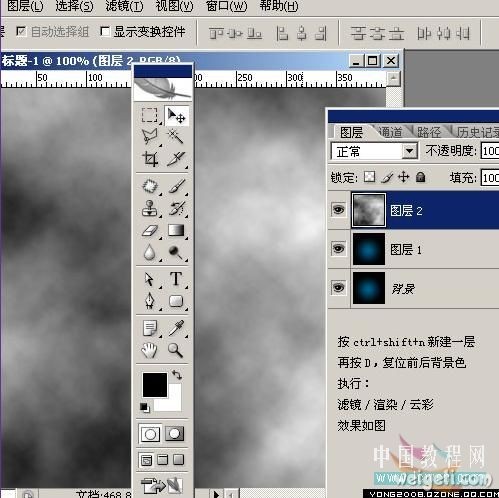 图层(L) 选择(S) 滤镜(T) 视图(V) 窗口(W) 帮助(H)
自动选择组 显示变换控件
标题-1 @ 100% (图层 2, RGB/8)
50 100 200 250 300 350
图层 通道 路径 历史记录
正常 不透明度: 100
锁定: 填充: 100
图层 2
图层 1
背景
按 ctrl+shift+n 新建一层
再按 D，复位前后背景色
执行：
滤镜 / 渲染 / 云彩
效果如图
中国教程网
文档:468.8
YONG2008.QZONE.QQ.COM